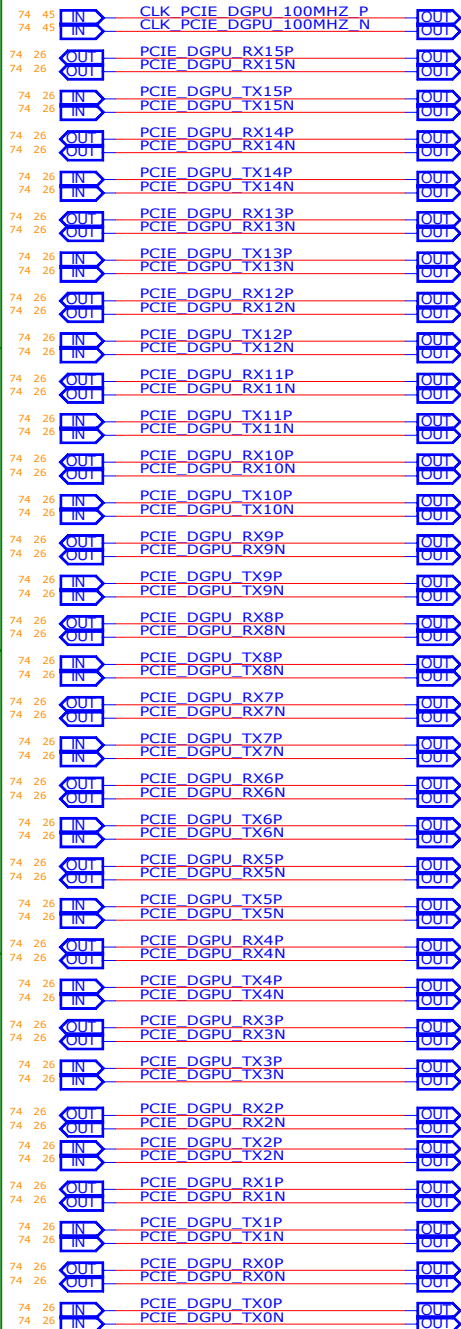 74 45 IN CLK_PCIE_DGPU_100MHZ_P OUT
74 45 IN CLK_PCIE_DGPU_100MHZ_N OUT
74 26 OUT PCIE_DGPU_RX15P OUT
74 26 OUT PCIE_DGPU_RX15N OUT
74 26 IN PCIE_DGPU_TX15P OUT
74 26 IN PCIE_DGPU_TX15N OUT
74 26 OUT PCIE_DGPU_RX14P OUT
74 26 OUT PCIE_DGPU_RX14N OUT
74 26 IN PCIE_DGPU_TX14P OUT
74 26 IN PCIE_DGPU_TX14N OUT
74 26 OUT PCIE_DGPU_RX13P OUT
74 26 OUT PCIE_DGPU_RX13N OUT
74 26 IN PCIE_DGPU_TX13P OUT
74 26 IN PCIE_DGPU_TX13N OUT
74 26 OUT PCIE_DGPU_RX12P OUT
74 26 OUT PCIE_DGPU_RX12N OUT
74 26 IN PCIE_DGPU_TX12P OUT
74 26 IN PCIE_DGPU_TX12N OUT
74 26 OUT PCIE_DGPU_RX11P OUT
74 26 OUT PCIE_DGPU_RX11N OUT
74 26 IN PCIE_DGPU_TX11P OUT
74 26 IN PCIE_DGPU_TX11N OUT
74 26 OUT PCIE_DGPU_RX10P OUT
74 26 OUT PCIE_DGPU_RX10N OUT
74 26 IN PCIE_DGPU_TX10P OUT
74 26 IN PCIE_DGPU_TX10N OUT
74 26 OUT PCIE_DGPU_RX9P OUT
74 26 OUT PCIE_DGPU_RX9N OUT
74 26 IN PCIE_DGPU_TX9P OUT
74 26 IN PCIE_DGPU_TX9N OUT
74 26 OUT PCIE_DGPU_RX8P OUT
74 26 OUT PCIE_DGPU_RX8N OUT
74 26 IN PCIE_DGPU_TX8P OUT
74 26 IN PCIE_DGPU_TX8N OUT
74 26 OUT PCIE_DGPU_RX7P OUT
74 26 OUT PCIE_DGPU_RX7N OUT
74 26 IN PCIE_DGPU_TX7P OUT
74 26 IN PCIE_DGPU_TX7N OUT
74 26 OUT PCIE_DGPU_RX6P OUT
74 26 OUT PCIE_DGPU_RX6N OUT
74 26 IN PCIE_DGPU_TX6P OUT
74 26 IN PCIE_DGPU_TX6N OUT
74 26 OUT PCIE_DGPU_RX5P OUT
74 26 OUT PCIE_DGPU_RX5N OUT
74 26 IN PCIE_DGPU_TX5P OUT
74 26 IN PCIE_DGPU_TX5N OUT
74 26 OUT PCIE_DGPU_RX4P OUT
74 26 OUT PCIE_DGPU_RX4N OUT
74 26 IN PCIE_DGPU_TX4P OUT
74 26 IN PCIE_DGPU_TX4N OUT
74 26 OUT PCIE_DGPU_RX3P OUT
74 26 OUT PCIE_DGPU_RX3N OUT
74 26 IN PCIE_DGPU_TX3P OUT
74 26 IN PCIE_DGPU_TX3N OUT
74 26 OUT PCIE_DGPU_RX2P OUT
74 26 OUT PCIE_DGPU_RX2N OUT
74 26 IN PCIE_DGPU_TX2P OUT
74 26 IN PCIE_DGPU_TX2N OUT
74 26 OUT PCIE_DGPU_RX1P OUT
74 26 OUT PCIE_DGPU_RX1N OUT
74 26 IN PCIE_DGPU_TX1P OUT
74 26 IN PCIE_DGPU_TX1N OUT
74 26 OUT PCIE_DGPU_RX0P OUT
74 26 OUT PCIE_DGPU_RX0N OUT
74 26 IN PCIE_DGPU_TX0P OUT
74 26 IN PCIE_DGPU_TX0N OUT